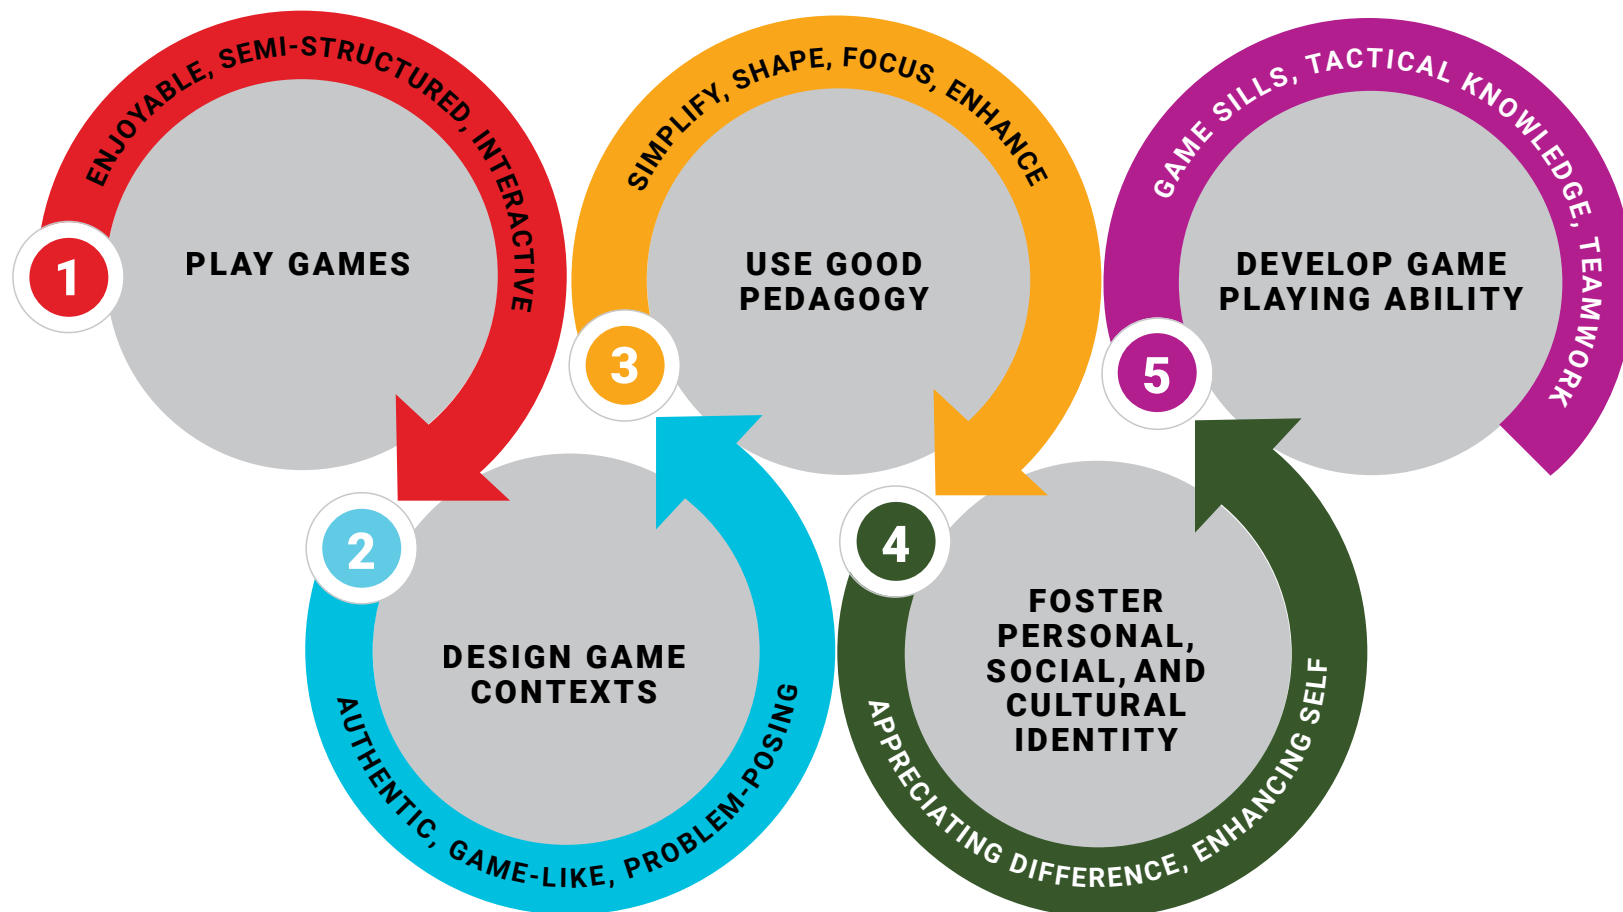 ENJOYABLE, SEMI-STRUCTURED, INTERACTIVE
1
PLAY GAMES
2
DESIGN GAME
CONTEXTS
AUTHENTIC, GAME-LIKE, PROBLEM-POSING
SIMPLIFY, SHAPE, FOCUS, ENHANCE
3
USE GOOD
PEDAGOGY
4
FOSTER
PERSONAL,
SOCIAL, AND
CULTURAL
IDENTITY
APPRECIATING DIFFERENCE, ENHANCING SELF
GAME SILLS, TACTICAL KNOWLEDGE, TEAMWORK
5
DEVELOP GAME
PLAYING ABILITY